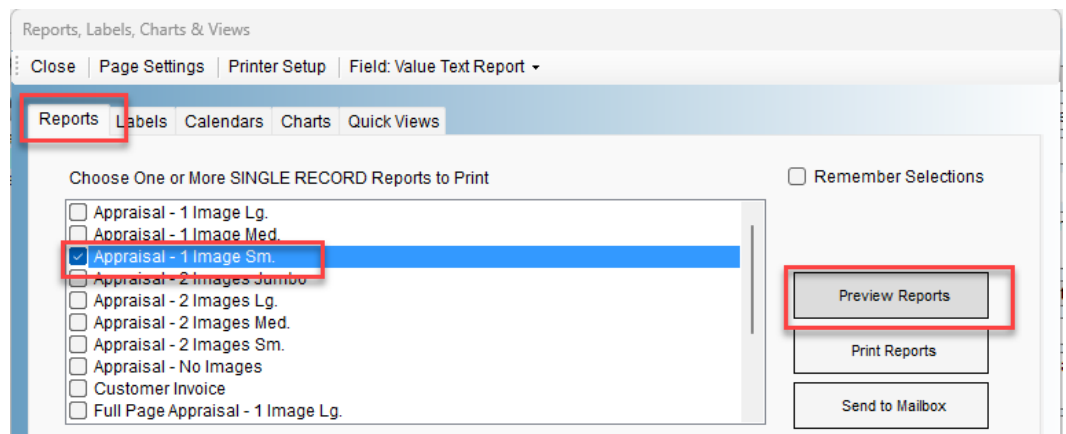 Reports, Labels, Charts & Views
Close Page Settings Printer Setup Field: Value Text Report
Reports Labels Calendars Charts Quick Views
Choose One or More SINGLE RECORD Reports to Print
Remember Selections
Appraisal - 1 Image Lg.
Appraisal - 1 Image Med.
Appraisal - 1 Image Sm.
Appraisal - 2 Images Jumbo
Appraisal - 2 Images Lg.
Appraisal - 2 Images Med.
Appraisal - 2 Images Sm.
Appraisal - No Images
Customer Invoice
Full Page Appraisal - 1 Image Lg.
Preview Reports
Print Reports
Send to Mailbox